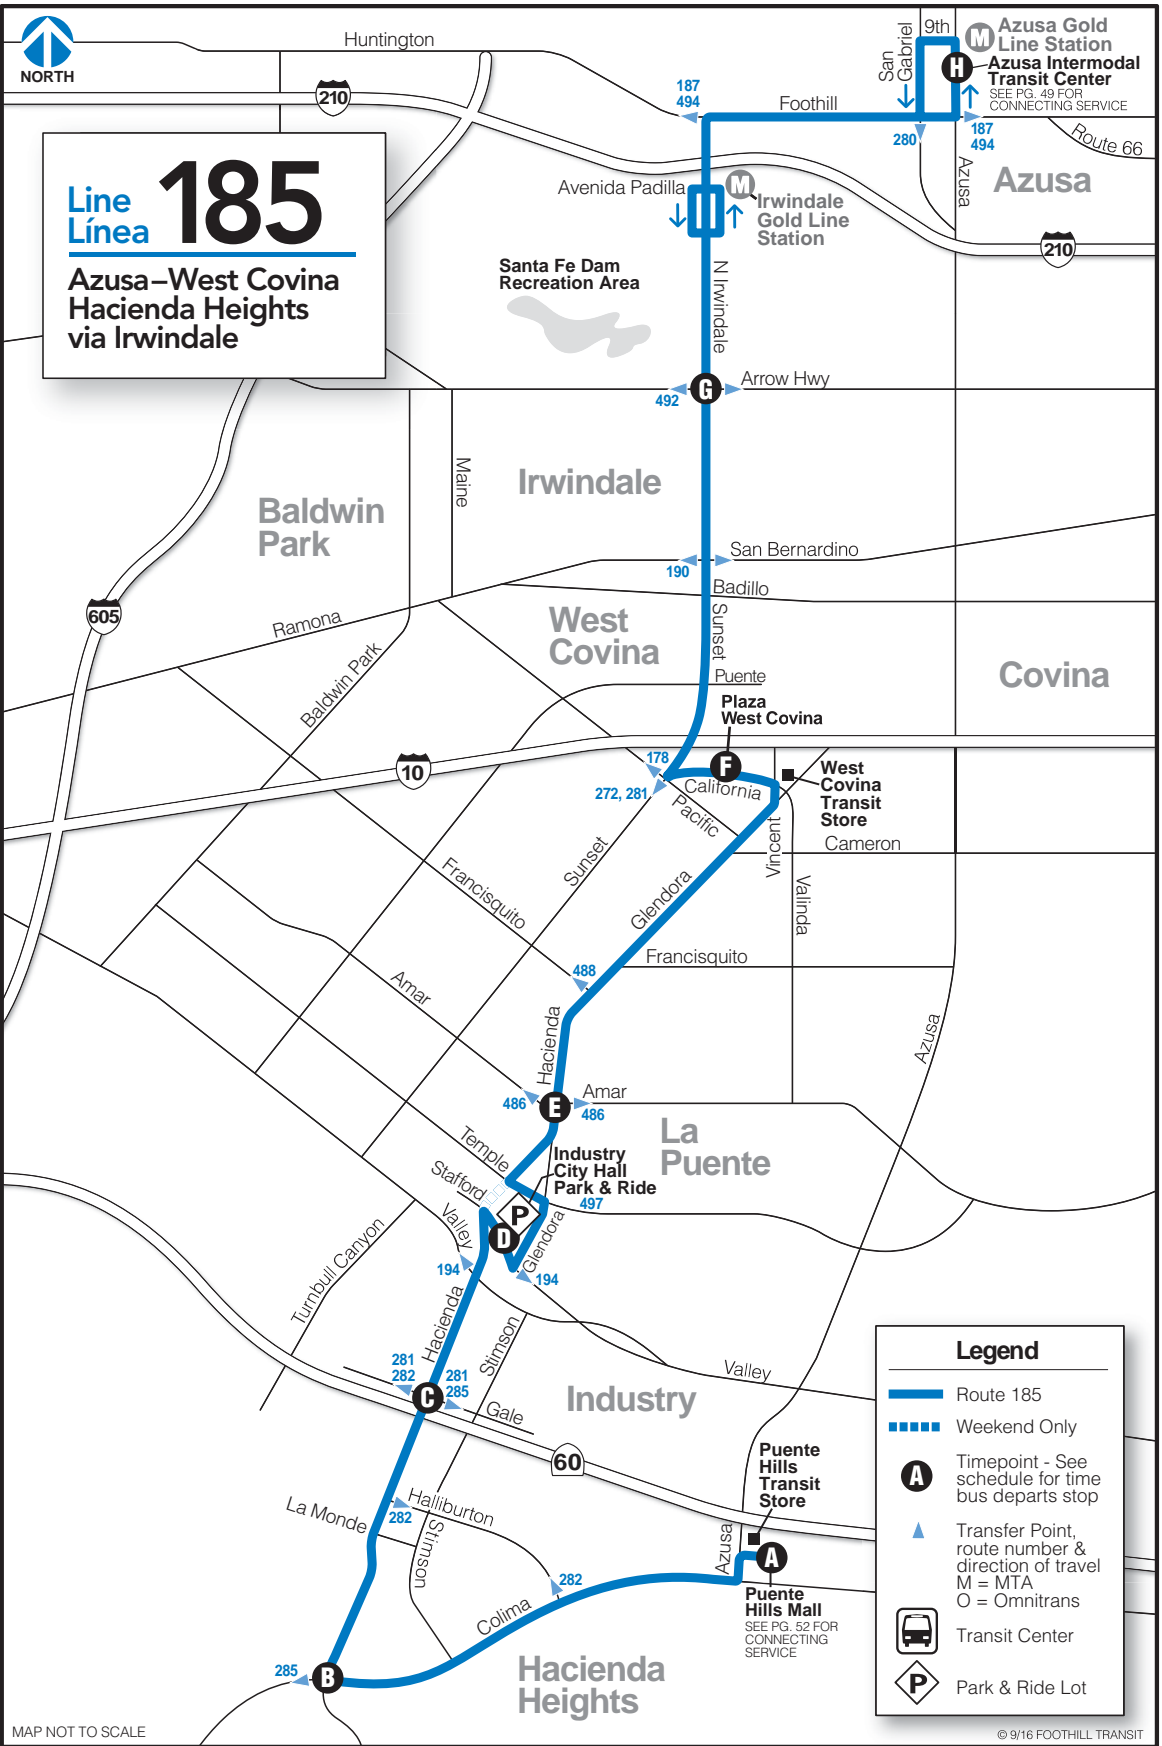 NORTH
Huntington
210
Line
Línea
185
Azusa–West Covina
Hacienda Heights
via Irwindale
187
494
Foothill
San
Gabriel
9th
M
Azusa Gold
Line Station
H
Azusa Intermodal
Transit Center
SEE PG. 49 FOR
CONNECTING SERVICE
280
187
494
Route 66
Azusa
Azusa
210
Avenida Padilla
M
Irwindale
Gold Line
Station
Santa Fe Dam
Recreation Area
N Irwindale
G
Arrow Hwy
492
Maine
Irwindale
Baldwin
Park
San Bernardino
190
Badillo
605
Ramona
Baldwin Park
West
Covina
Sunset
Covina
Puente
Plaza
West Covina
10
178
272, 281
F
California
Pacific
West
Covina
Transit
Store
Vincent
Cameron
Valinda
Sunset
Francisquito
Glendora
Francisquito
488
Amar
Hacienda
Azusa
486
E
Amar
486
La
Puente
Temple
Stafford
Industry
City Hall
Park & Ride
497
P
D
Valley
Glendora
194
194
Turnbull Canyon
Hacienda
Stimson
281
282
281
285
C
Gale
Valley
Industry
60
Puente
Hills
Transit
Store
La Monde
Halliburton
282
Stimson
Azusa
A
Puente
Hills Mall
SEE PG. 52 FOR
CONNECTING
SERVICE
282
Colima
285
B
Hacienda
Heights
Legend
Route 185
Weekend Only
A
Timepoint - See
schedule for time
bus departs stop
Transfer Point,
route number &
direction of travel
M = MTA
O = Omnitrans
Transit Center
P
Park & Ride Lot
MAP NOT TO SCALE
© 9/16 FOOTHILL TRANSIT